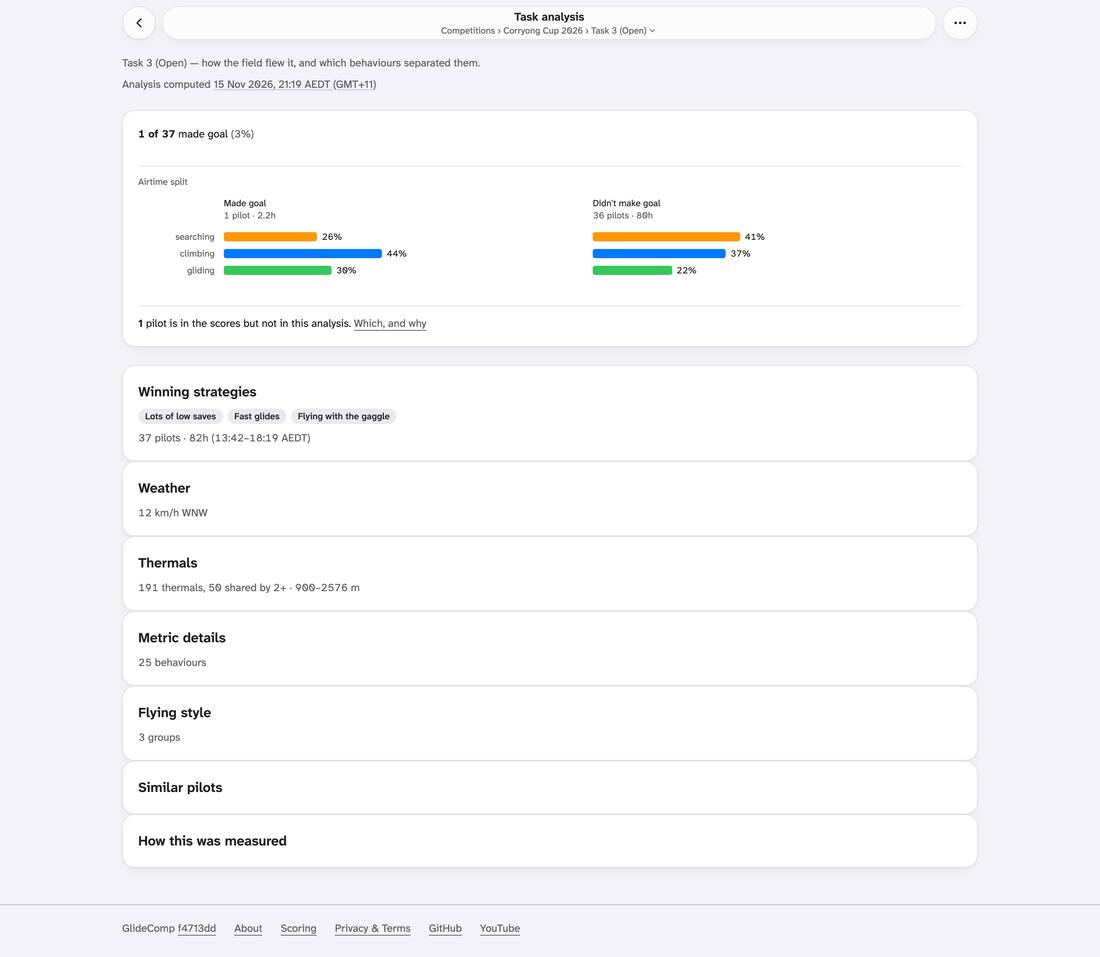 Task analysis
Competitions › Corryong Cup 2026 › Task 3 (Open)
Task 3 (Open) — how the field flew it, and which behaviours separated them.
Analysis computed 15 Nov 2026, 21:19 AEDT (GMT+11)
1 of 37 made goal (3%)
Airtime split
Made goal
1 pilot · 2.2h
searching 26%
climbing 44%
gliding 30%
Didn't make goal
36 pilots · 80h
41%
37%
22%
1 pilot is in the scores but not in this analysis. Which, and why
Winning strategies
Lots of low saves Fast glides Flying with the gaggle
37 pilots · 82h (13:42–18:19 AEDT)
Weather
12 km/h WNW
Thermals
191 thermals, 50 shared by 2+ · 900–2576 m
Metric details
25 behaviours
Flying style
3 groups
Similar pilots
How this was measured
GlideComp f4713dd About Scoring Privacy & Terms GitHub YouTube